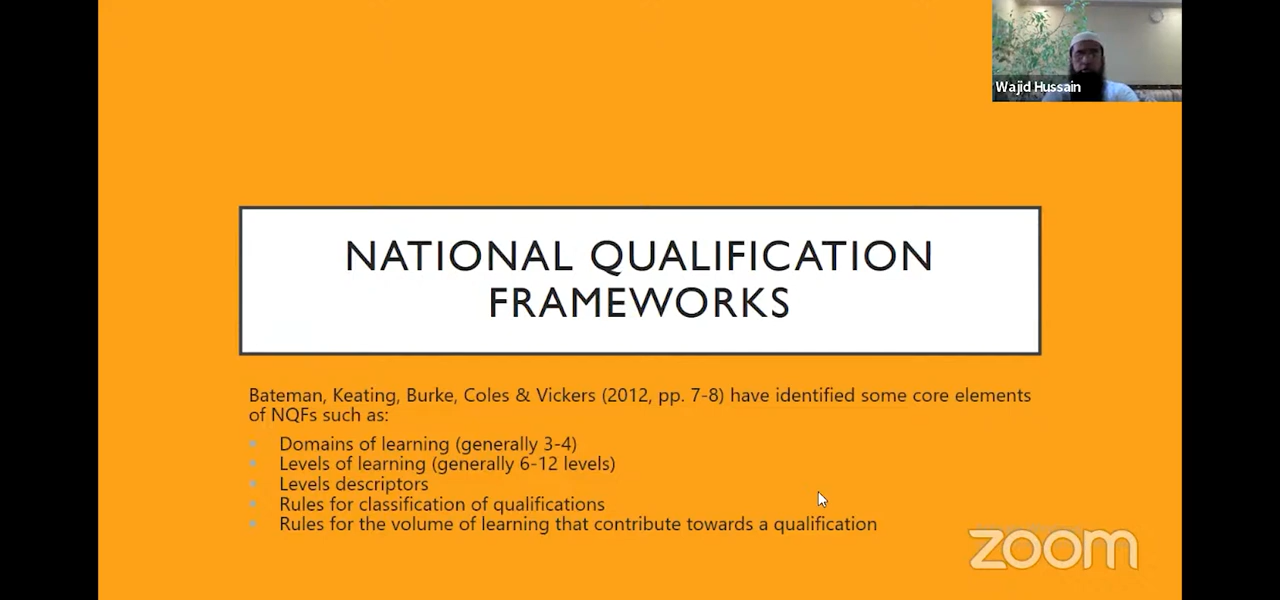 Wajid Hussain
NATIONAL QUALIFICATION
FRAMEWORKS
Bateman, Keating, Burke, Coles & Vickers (2012, pp. 7-8) have identified some core elements
of NQFs such as:
• Domains of learning (generally 3-4)
• Levels of learning (generally 6-12 levels)
• Levels descriptors
• Rules for classification of qualifications
• Rules for the volume of learning that contribute towards a qualification
zoom